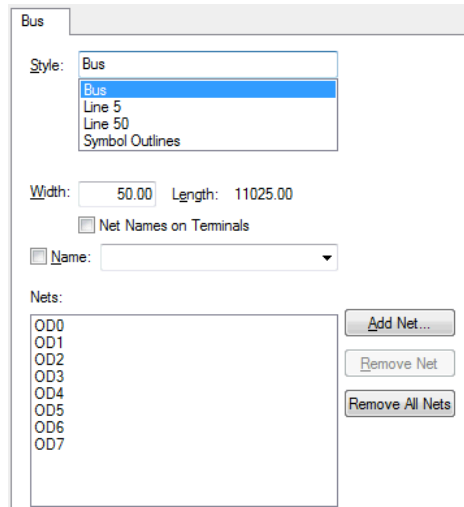 Bus
Style: Bus
Bus
Line 5
Line 50
Symbol Outlines
Width: 50.00 Length: 11025.00
Net Names on Terminals
Name:
Nets:
OD0
OD1
OD2
OD3
OD4
OD5
OD6
OD7
Add Net...
Remove Net
Remove All Nets